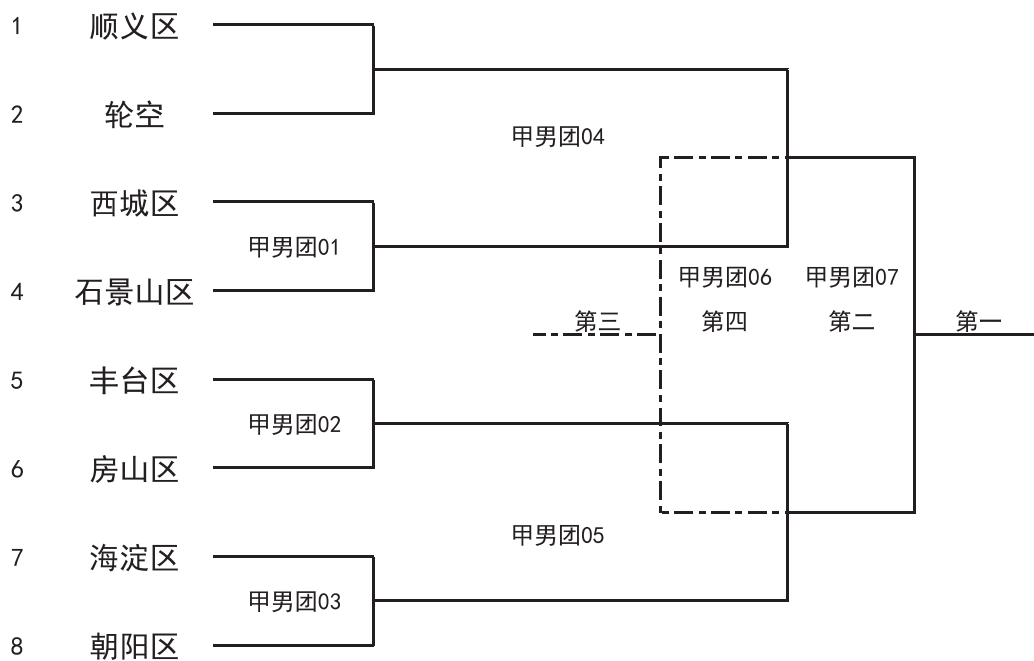 1 顺义区
2 轮空
甲男团04
3 西城区
甲男团01
甲男团06 甲男团07
4 石景山区
第三 第四 第二 第一
5 丰台区
甲男团02
6 房山区
甲男团05
7 海淀区
甲男团03
8 朝阳区